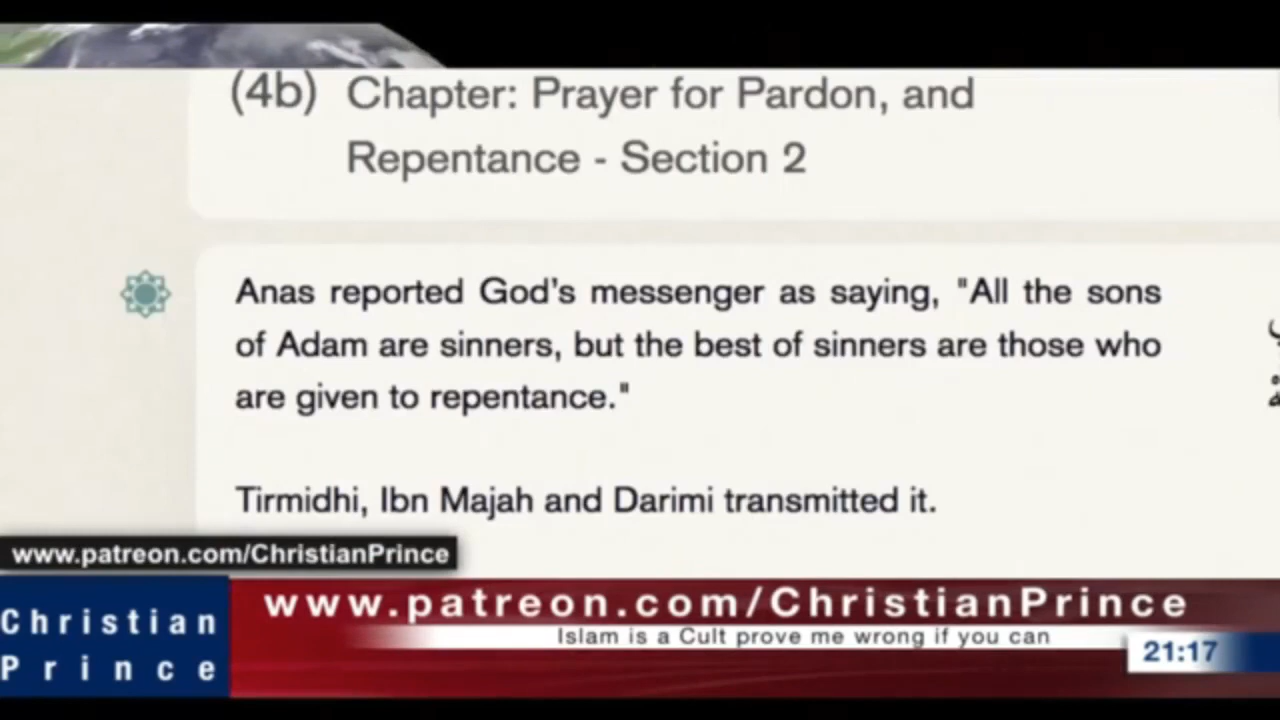 (4b) Chapter: Prayer for Pardon, and
Repentance - Section 2
Anas reported God's messenger as saying, "All the sons
of Adam are sinners, but the best of sinners are those who
are given to repentance."
Tirmidhi, Ibn Majah and Darimi transmitted it.
www.patreon.com/ChristianPrince
www.patreon.com/ChristianPrince
Islam is a Cult prove me wrong if you can
Christian
Prince
21:17